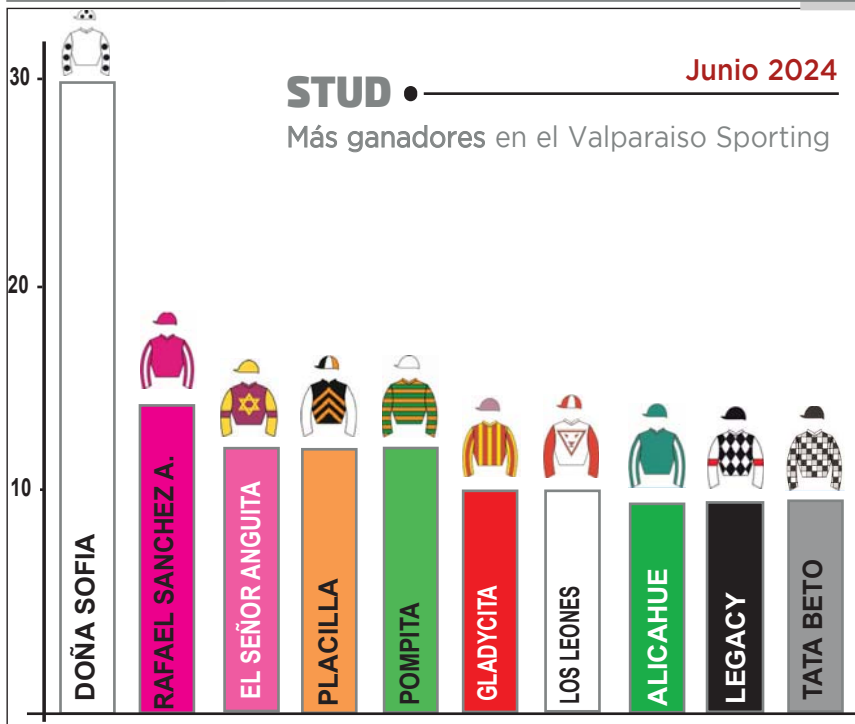 Junio 2024
STUD
Más ganadores en el Valparaiso Sporting
30
20
10
DOÑA SOFIA
RAFAEL SANCHEZ A.
EL SEÑOR ANGUITA
PLACILLA
POMPITA
GLADYCITA
LOS LEONES
ALICAHUE
LEGACY
TATA BETO